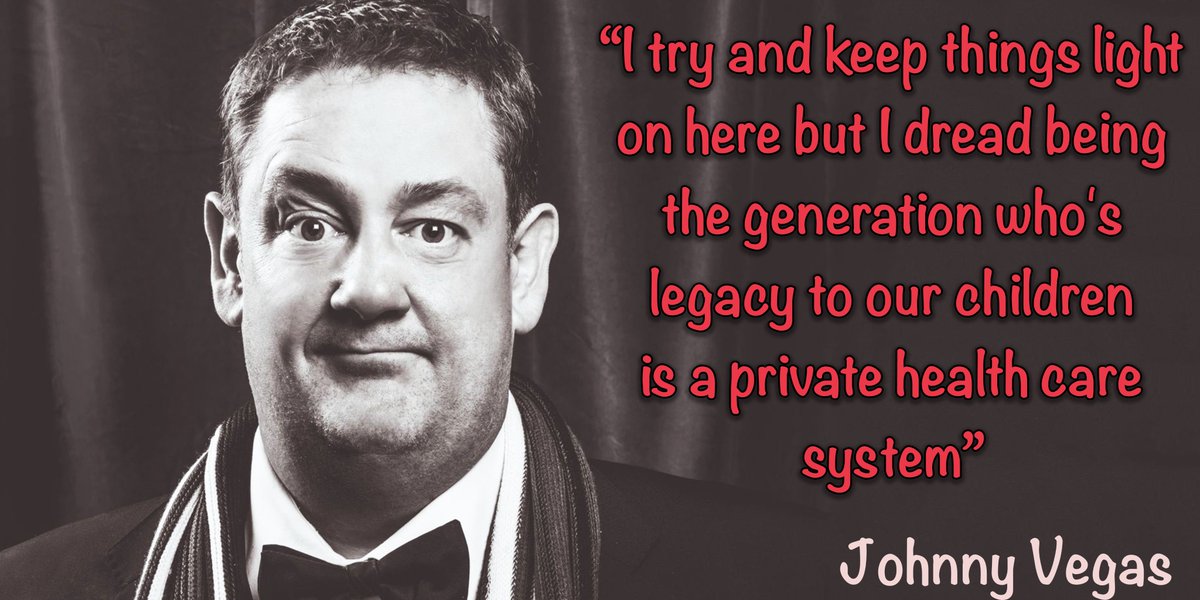 “I try and keep things light
on here but I dread being
the generation who's
legacy to our children
is a private health care
system”
Johnny Vegas